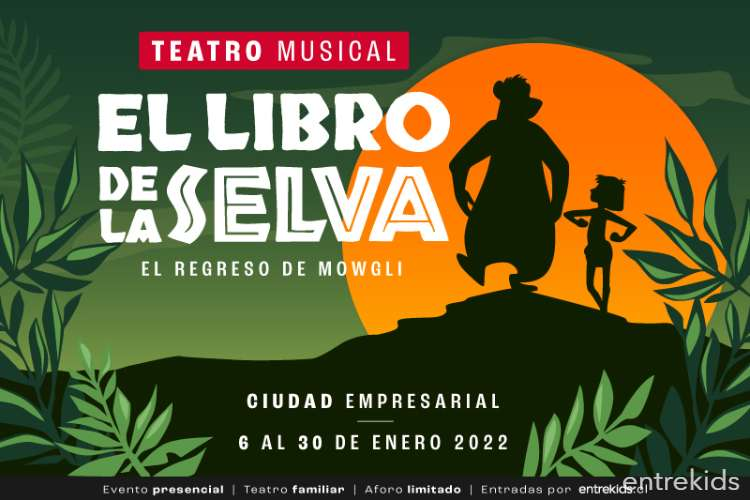 TEATRO MUSICAL
EL LIBRO
DE LA SELVA
EL REGRESO DE MOWGLI
CIUDAD EMPRESARIAL
6 AL 30 DE ENERO 2022
Evento presencial | Teatro familiar | Aforo limitado | Entradas por entrekids.cl
entrekids